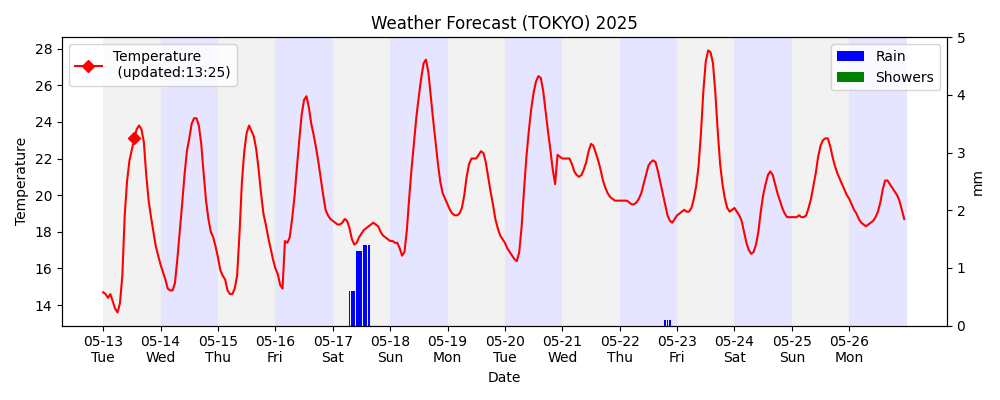 Weather Forecast (TOKYO) 2025
Temperature
(updated:13:25)
Rain
Showers
28
26
24
22
20
18
16
14
Temperature
5
4
3
2
1
0
mm
05-13 05-14 05-15 05-16 05-17 05-18 05-19 05-20 05-21 05-22 05-23 05-24 05-25 05-26
Tue Wed Thu Fri Sat Sun Mon Tue Wed Thu Fri Sat Sun Mon
Date